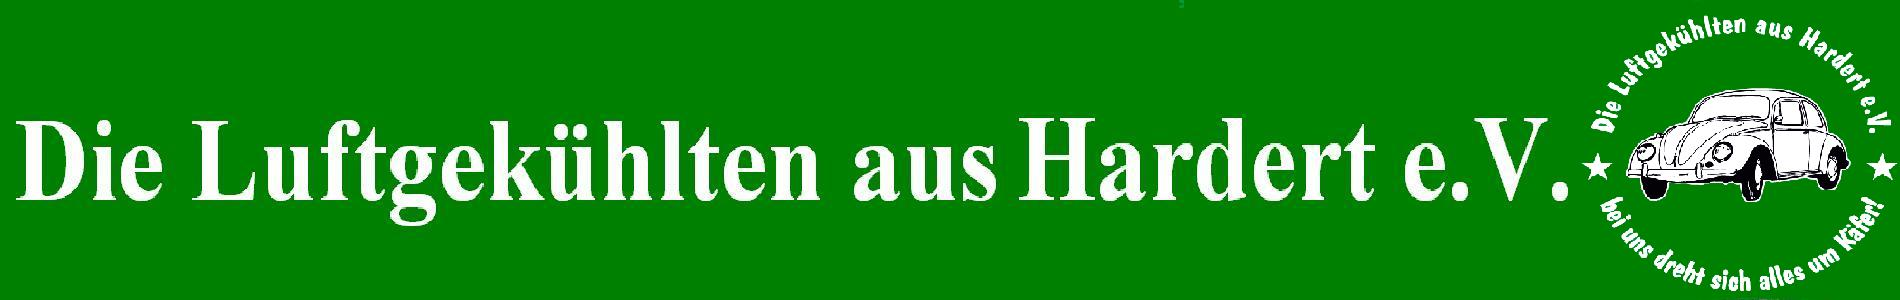 Die Luftgekühlten aus Hardert e.V.
Die Luftgekühlten aus Hardert e.V.
bei uns dreht sich alles um Käfer!